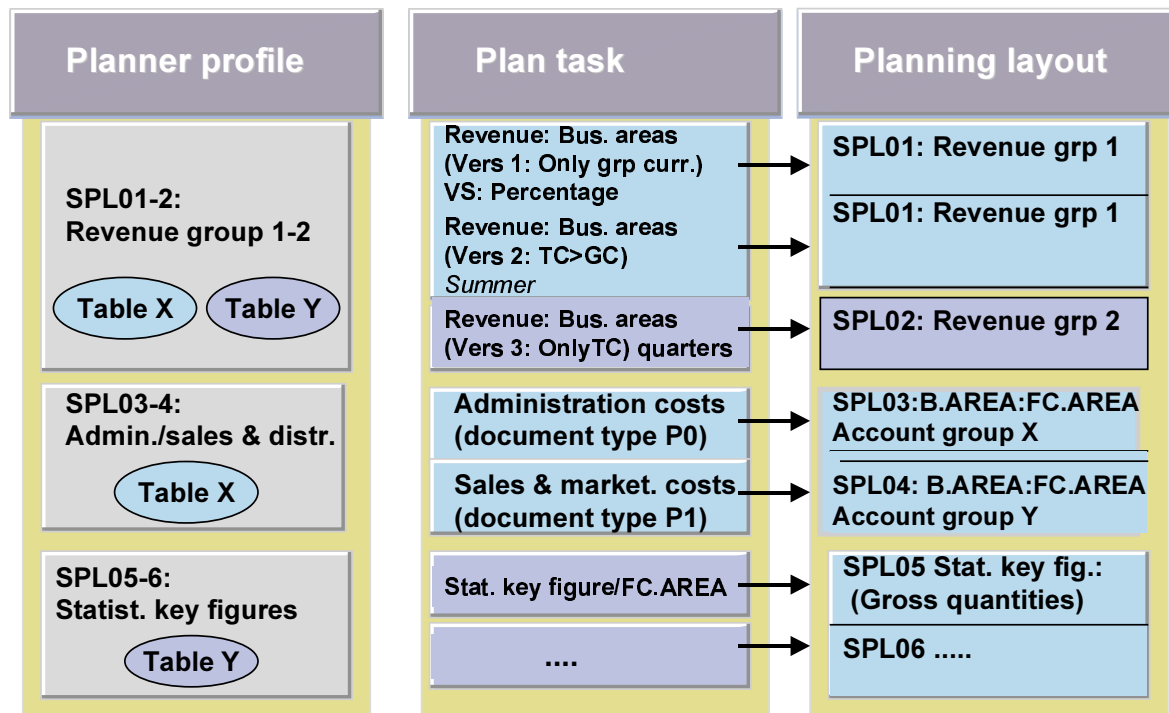 Planner profile
Plan task
Planning layout
SPL01-2:
Revenue group 1-2
Table X
Table Y
SPL03-4:
Admin./sales & distr.
Table X
SPL05-6:
Statist. key figures
Table Y
Revenue: Bus. areas
(Vers 1: Only grp curr.)
VS: Percentage
Revenue: Bus. areas
(Vers 2: TC>GC)
Summer
Revenue: Bus. areas
(Vers 3: OnlyTC) quarters
Administration costs
(document type P0)
Sales & market. costs
(document type P1)
Stat. key figure/FC.AREA
....
SPL01: Revenue grp 1
SPL01: Revenue grp 1
SPL02: Revenue grp 2
SPL03:B.AREA:FC.AREA
Account group X
SPL04: B.AREA:FC.AREA
Account group Y
SPL05 Stat. key fig.:
(Gross quantities)
SPL06 .....